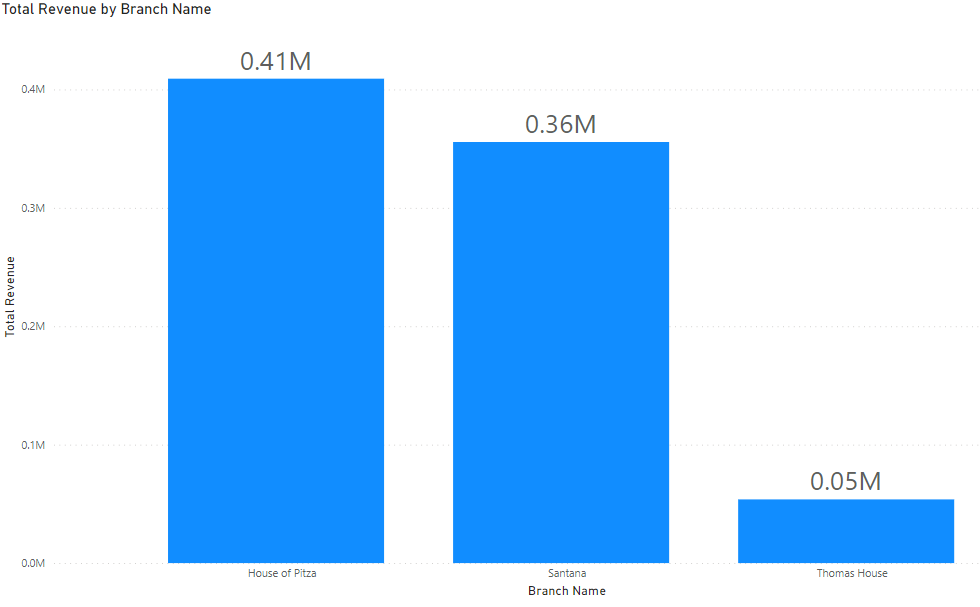 Total Revenue by Branch Name
0.41M
0.36M
0.05M
0.4M
0.3M
0.2M
0.1M
0.0M
Total Revenue
House of Pitza
Santana
Thomas House
Branch Name